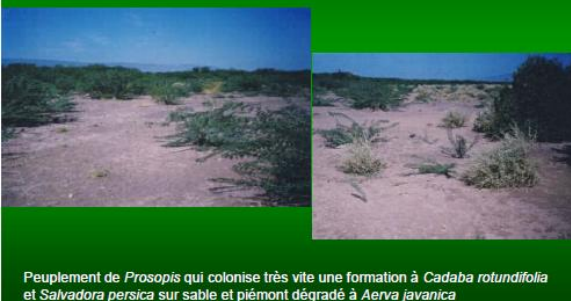 Peuplement de Prosopis qui colonise très vite une formation à Cadaba rotundifolia
et Salvadora persica sur sable et piémont dégradé à Aerva javanica